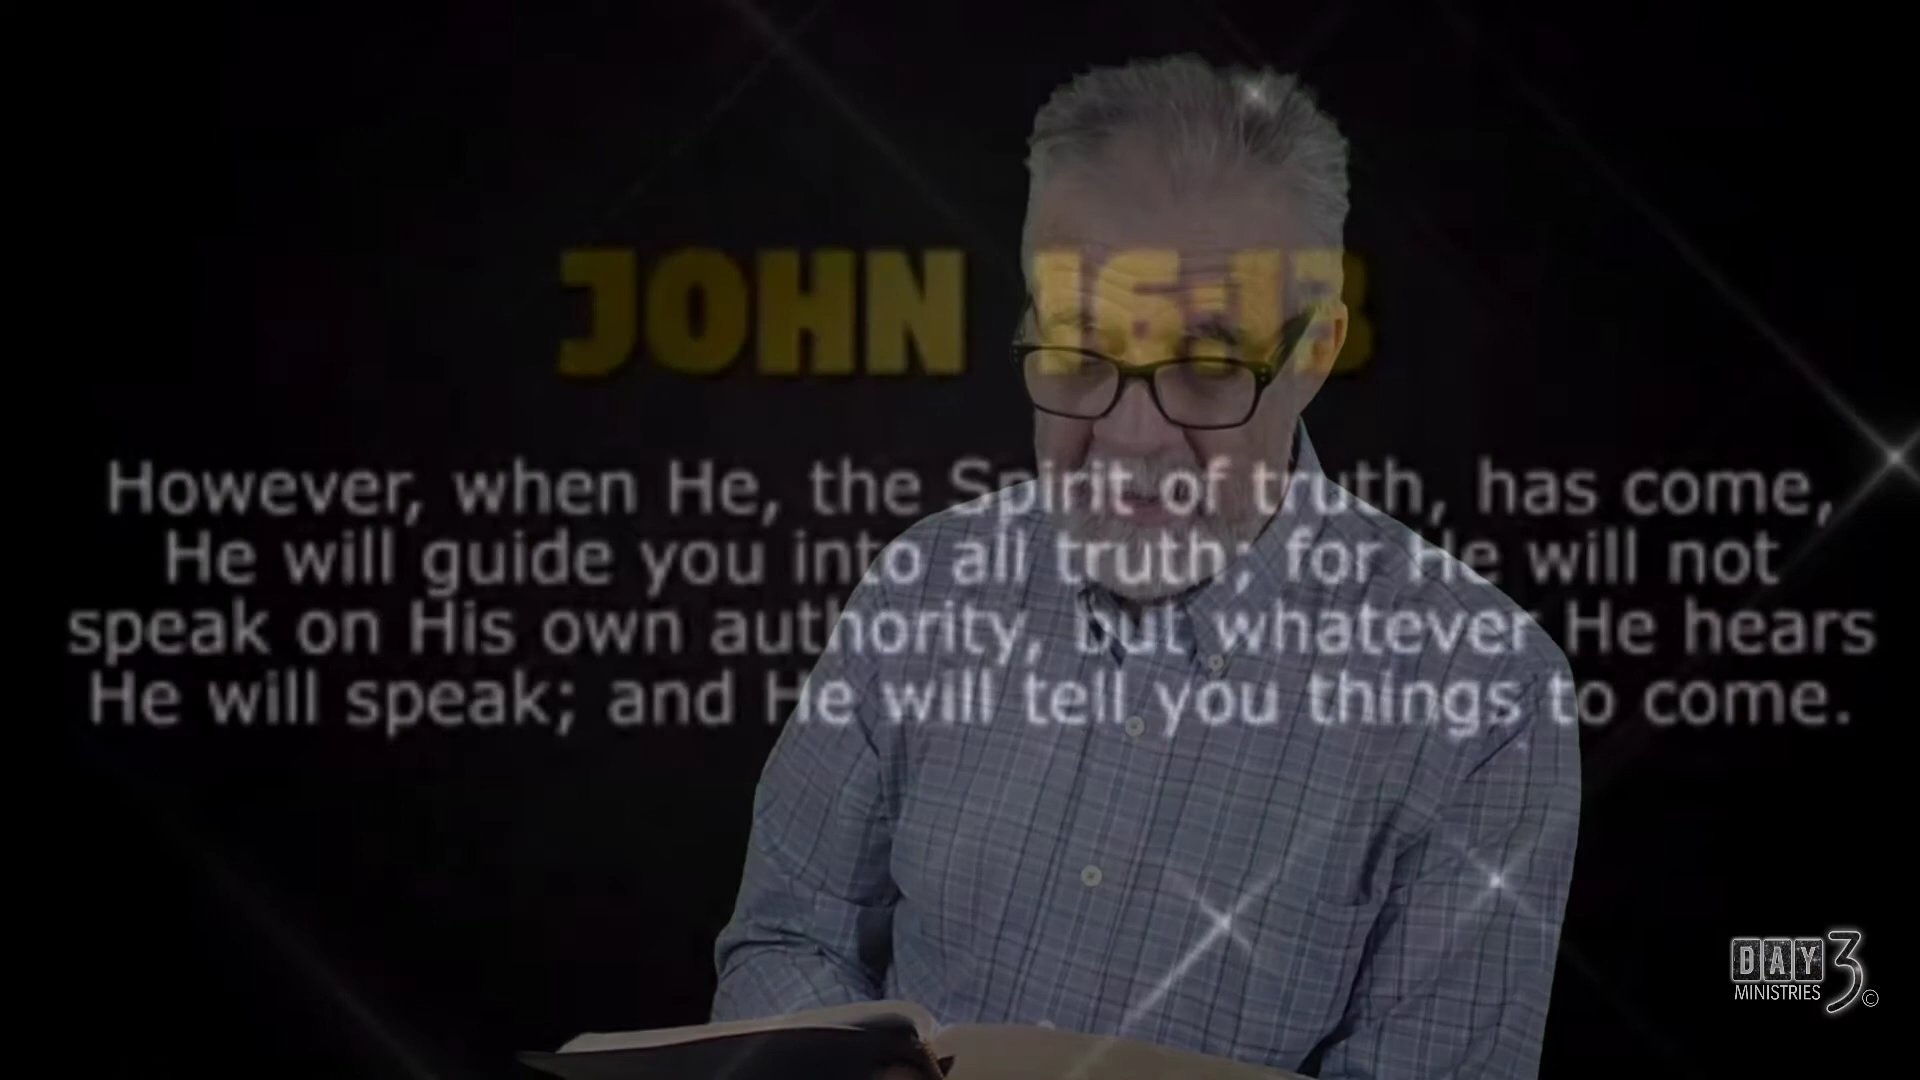 JOHN 16:13
However, when He, the Spirit of truth, has come,
He will guide you into all truth; for He will not
speak on His own authority, but whatever He hears
He will speak; and He will tell you things to come.
DAY 3
MINISTRIES ©